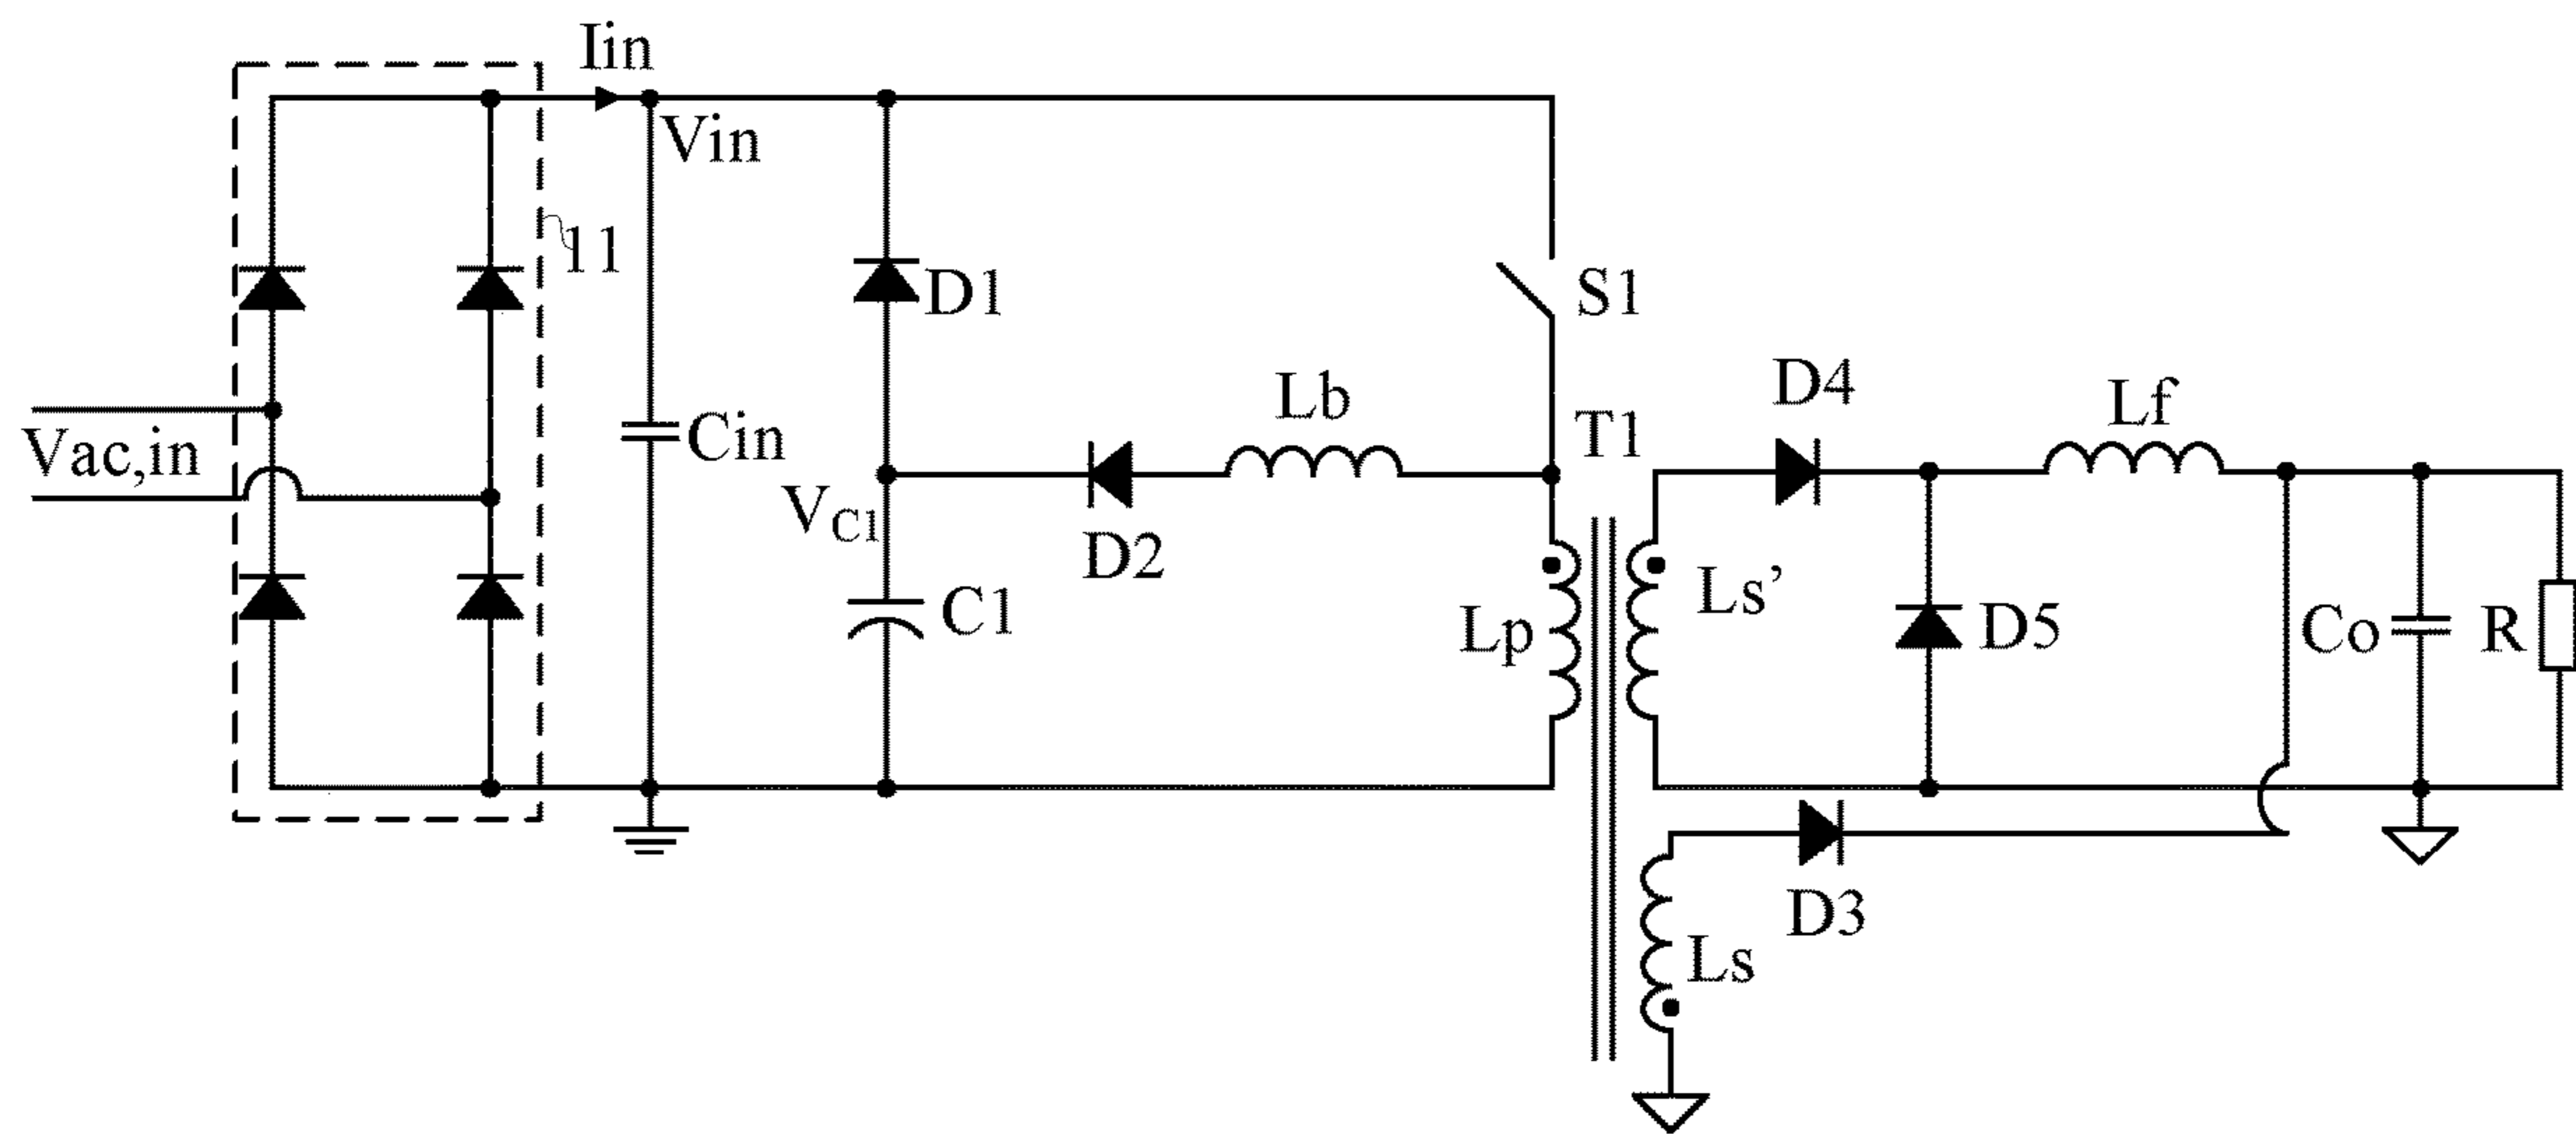 Iin
Vin
11
D1
S1
Vac,in
Cin
Lb
T1
D4
Lf
VC1
D2
C1
Lp
Ls’
D5
Co
R
D3
Ls